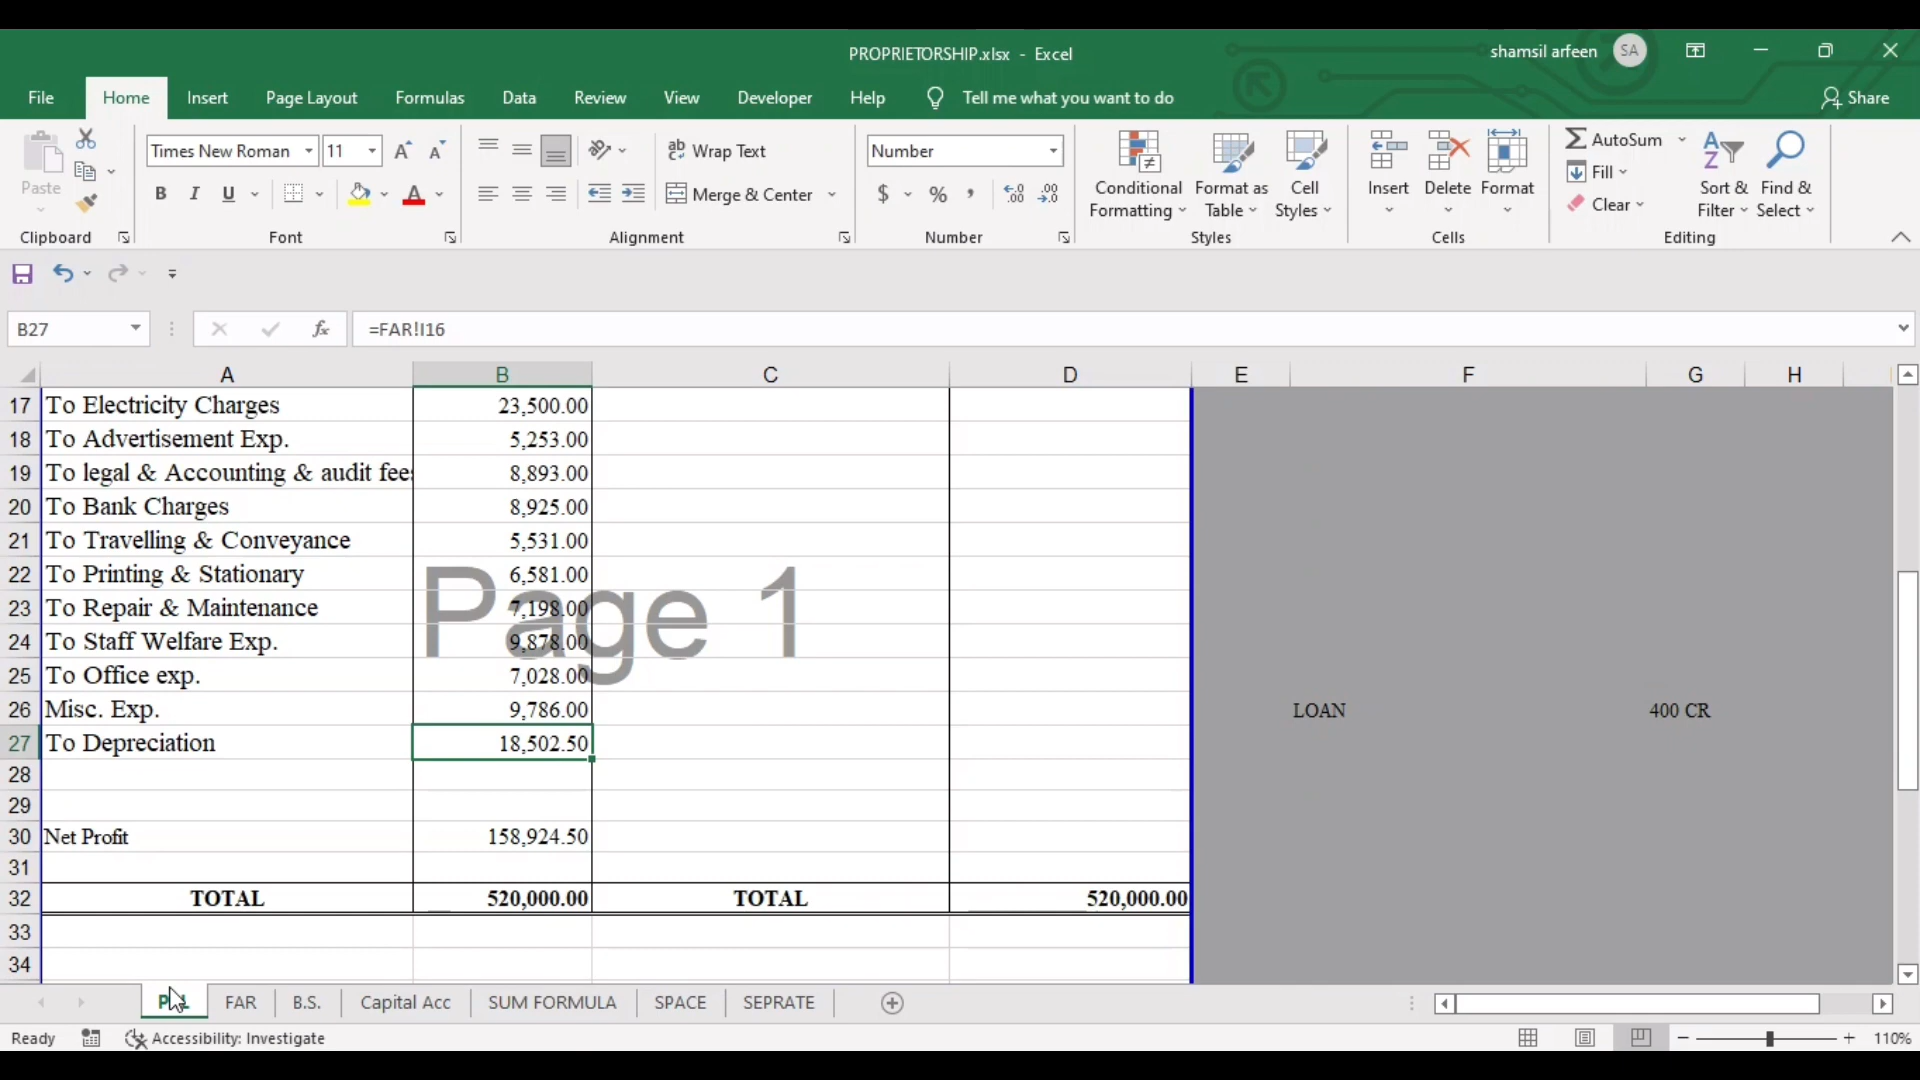 PROPRIETORSHIP.xlsx - Excel
shamsil arfeen SA
File Home Insert Page Layout Formulas Data Review View Developer Help Tell me what you want to do Share
Paste
Clipboard
Times New Roman 11
B I U
Font
Wrap Text
Merge & Center
Alignment
Number
$ % ,
Number
Conditional Formatting
Format as Table
Cell Styles
Styles
Insert Delete Format
Cells
AutoSum
Fill
Clear
Sort & Filter
Find & Select
Editing
B27 fx =FAR!I16
A B C D E F G H
17 To Electricity Charges 23,500.00
18 To Advertisement Exp. 5,253.00
19 To legal & Accounting & audit fees 8,893.00
20 To Bank Charges 8,925.00
21 To Travelling & Conveyance 5,531.00
22 To Printing & Stationary 6,581.00
23 To Repair & Maintenance 7,198.00
24 To Staff Welfare Exp. 9,878.00
25 To Office exp. 7,028.00
26 Misc. Exp. 9,786.00 LOAN 400 CR
27 To Depreciation 18,502.50
28
29
30 Net Profit 158,924.50
31
32 TOTAL 520,000.00 TOTAL 520,000.00
33
34
Page 1
FAR B.S. Capital Acc SUM FORMULA SPACE SEPRATE
Ready Accessibility: Investigate 110%